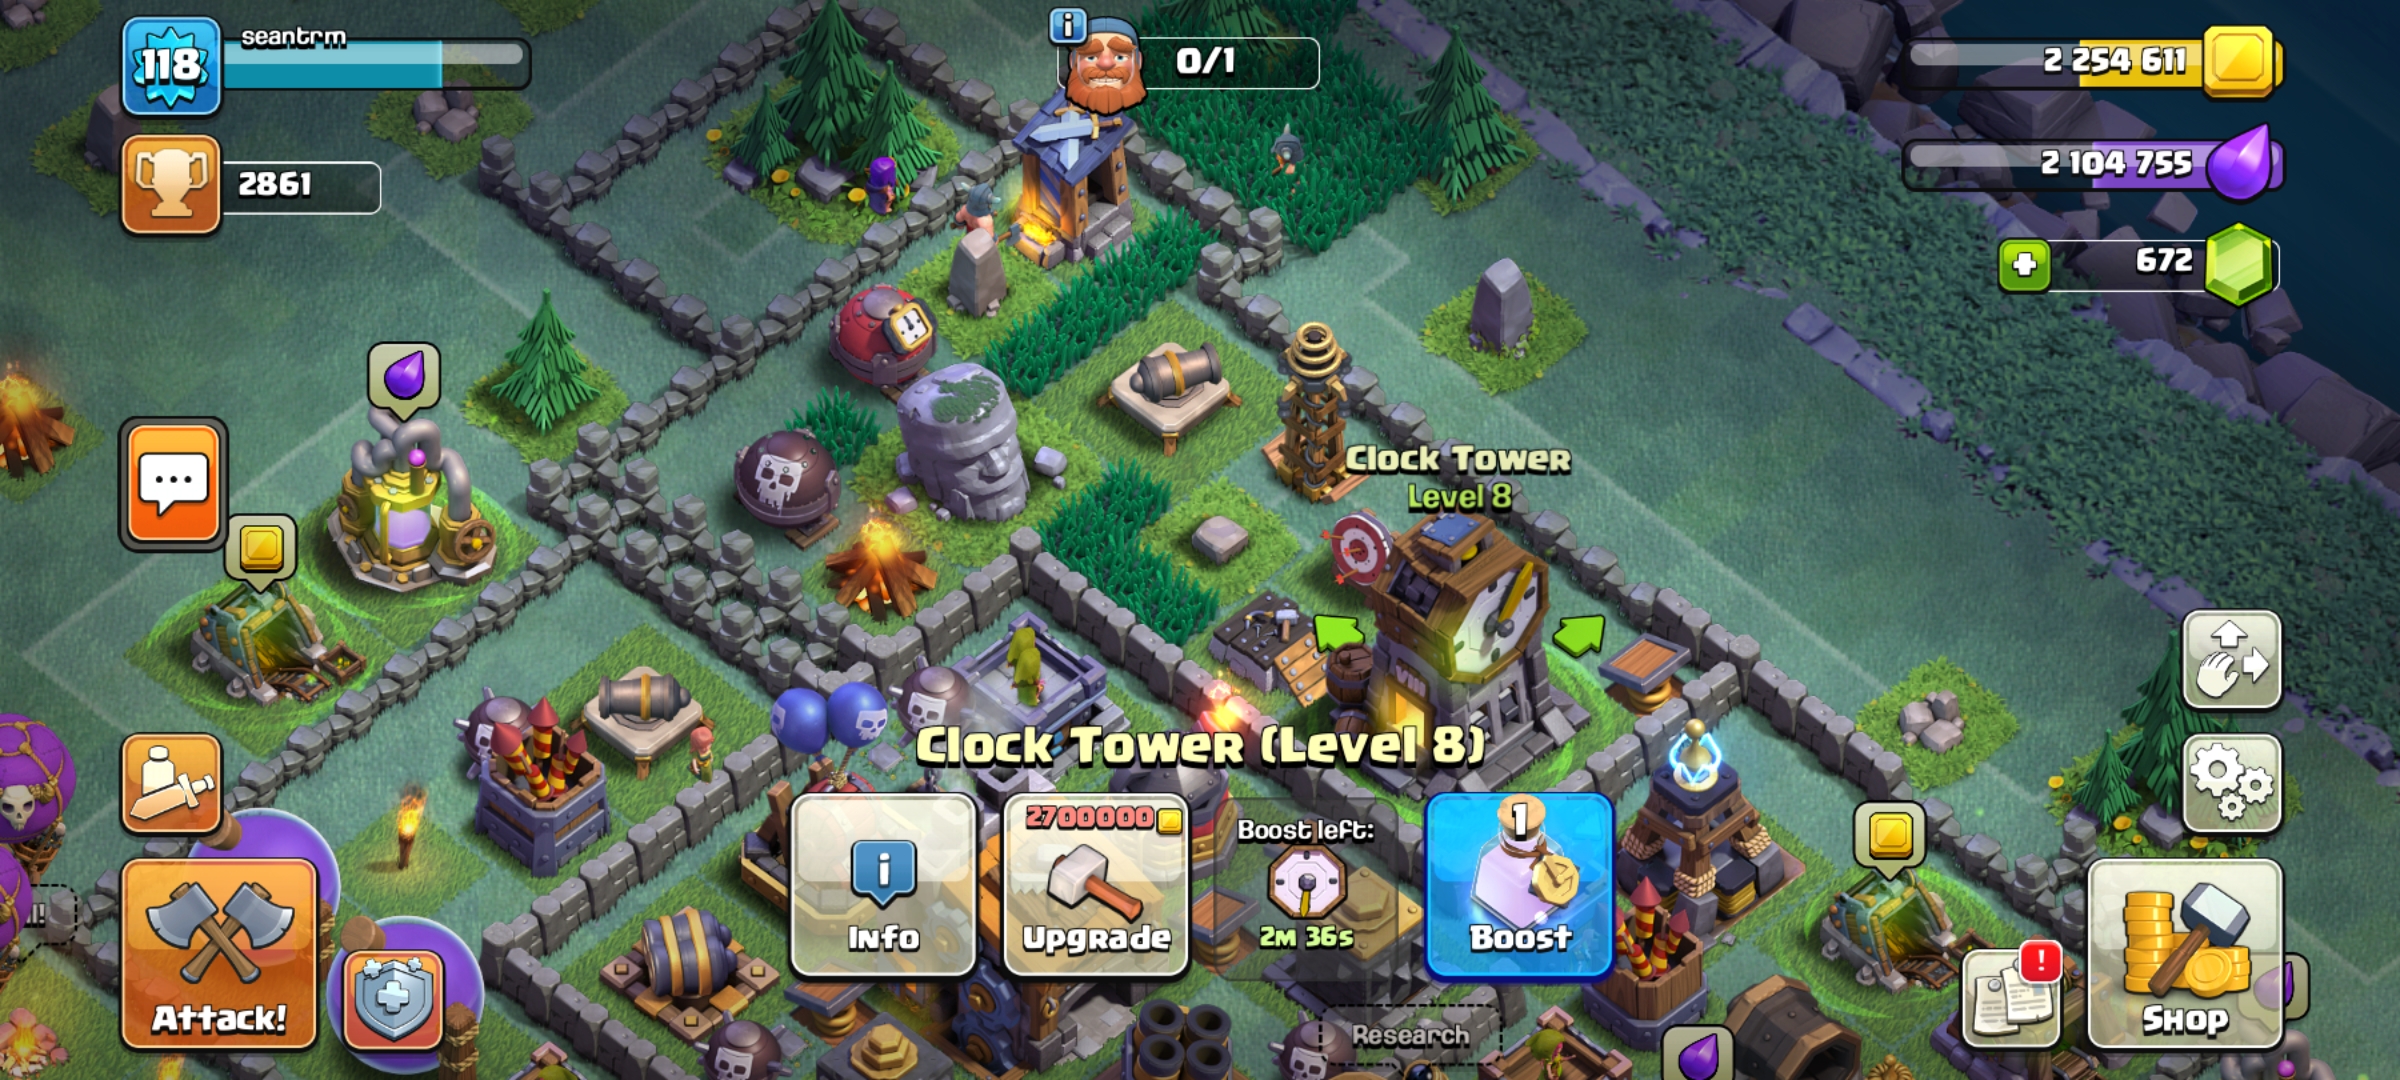 seantrm
118
0/1
2 254 611
2861
2 104 755
672
Clock Tower
Level 8
VIII
Clock Tower (Level 8)
2700000
Boost left:
1
Info
Upgrade
2m 36s
Boost
!
Attack!
Shop
Research